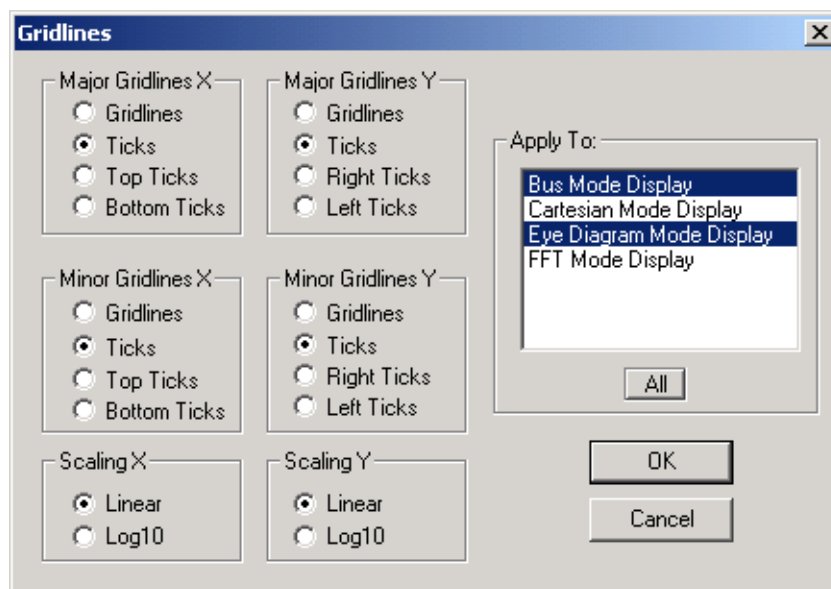 Gridlines
Major Gridlines X
Gridlines
Ticks
Top Ticks
Bottom Ticks
Major Gridlines Y
Gridlines
Ticks
Right Ticks
Left Ticks
Minor Gridlines X
Gridlines
Ticks
Top Ticks
Bottom Ticks
Minor Gridlines Y
Gridlines
Ticks
Right Ticks
Left Ticks
Scaling X
Linear
Log10
Scaling Y
Linear
Log10
Apply To:
Bus Mode Display
Cartesian Mode Display
Eye Diagram Mode Display
FFT Mode Display
All
OK
Cancel